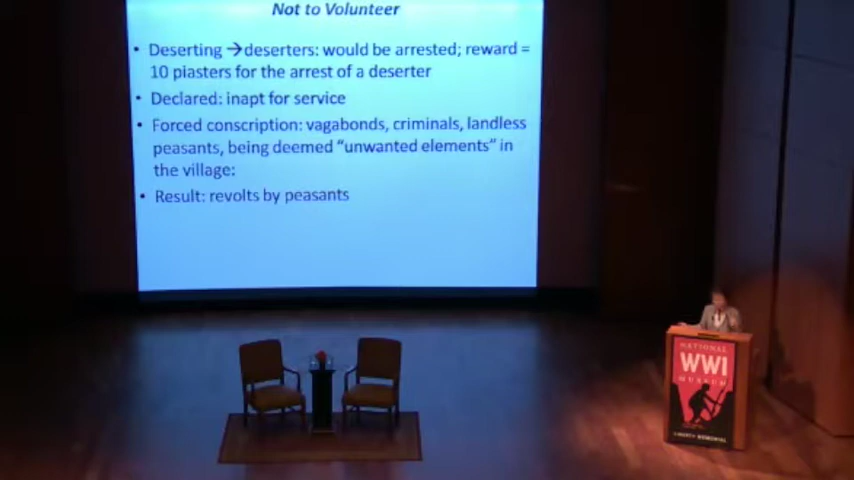 Not to Volunteer
• Deserting → deserters: would be arrested; reward =
10 piasters for the arrest of a deserter
• Declared: inapt for service
• Forced conscription: vagabonds, criminals, landless
peasants, being deemed “unwanted elements” in
the village:
• Result: revolts by peasants
NATIONAL
WWI
MUSEUM
LIBERTY MEMORIAL